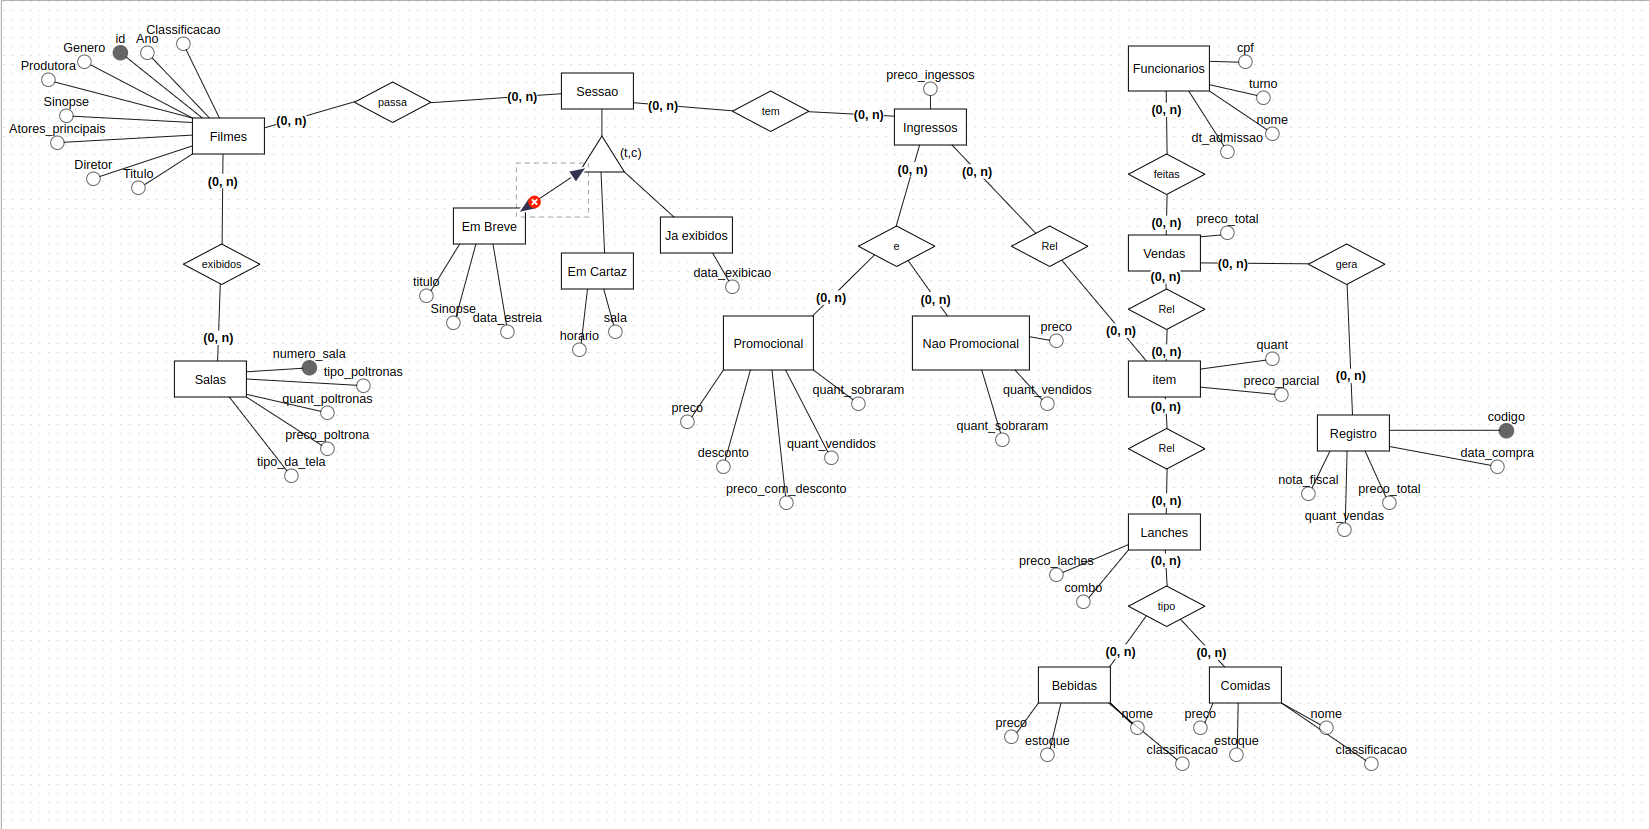 Classificacao
id
Ano
Genero
Produtora
Sinopse
Atores_principais
Diretor
Titulo
Filmes
(0, n)
passa
(0, n)
Sessao
(0, n)
tem
(0, n)
preco_ingessos
Ingressos
(0, n)
(0, n)
(0, n)
exibidos
(0, n)
Salas
numero_sala
tipo_poltronas
quant_poltronas
preco_poltrona
tipo_da_tela
(t,c)
Em Breve
titulo
Sinopse
data_estreia
Em Cartaz
horario
sala
Ja exibidos
data_exibicao
e
(0, n)
(0, n)
Promocional
preco
desconto
preco_com_desconto
quant_vendidos
quant_sobraram
Nao Promocional
preco
quant_vendidos
quant_sobraram
Rel
(0, n)
Funcionarios
cpf
turno
nome
dt_admissao
(0, n)
feitas
(0, n)
preco_total
Vendas
(0, n)
gera
(0, n)
Rel
(0, n)
item
quant
preco_parcial
(0, n)
Rel
(0, n)
(0, n)
Registro
codigo
data_compra
nota_fiscal
preco_total
quant_vendas
Lanches
preco_laches
combo
(0, n)
tipo
(0, n)
(0, n)
Bebidas
preco
estoque
nome
classificacao
Comidas
preco
estoque
nome
classificacao